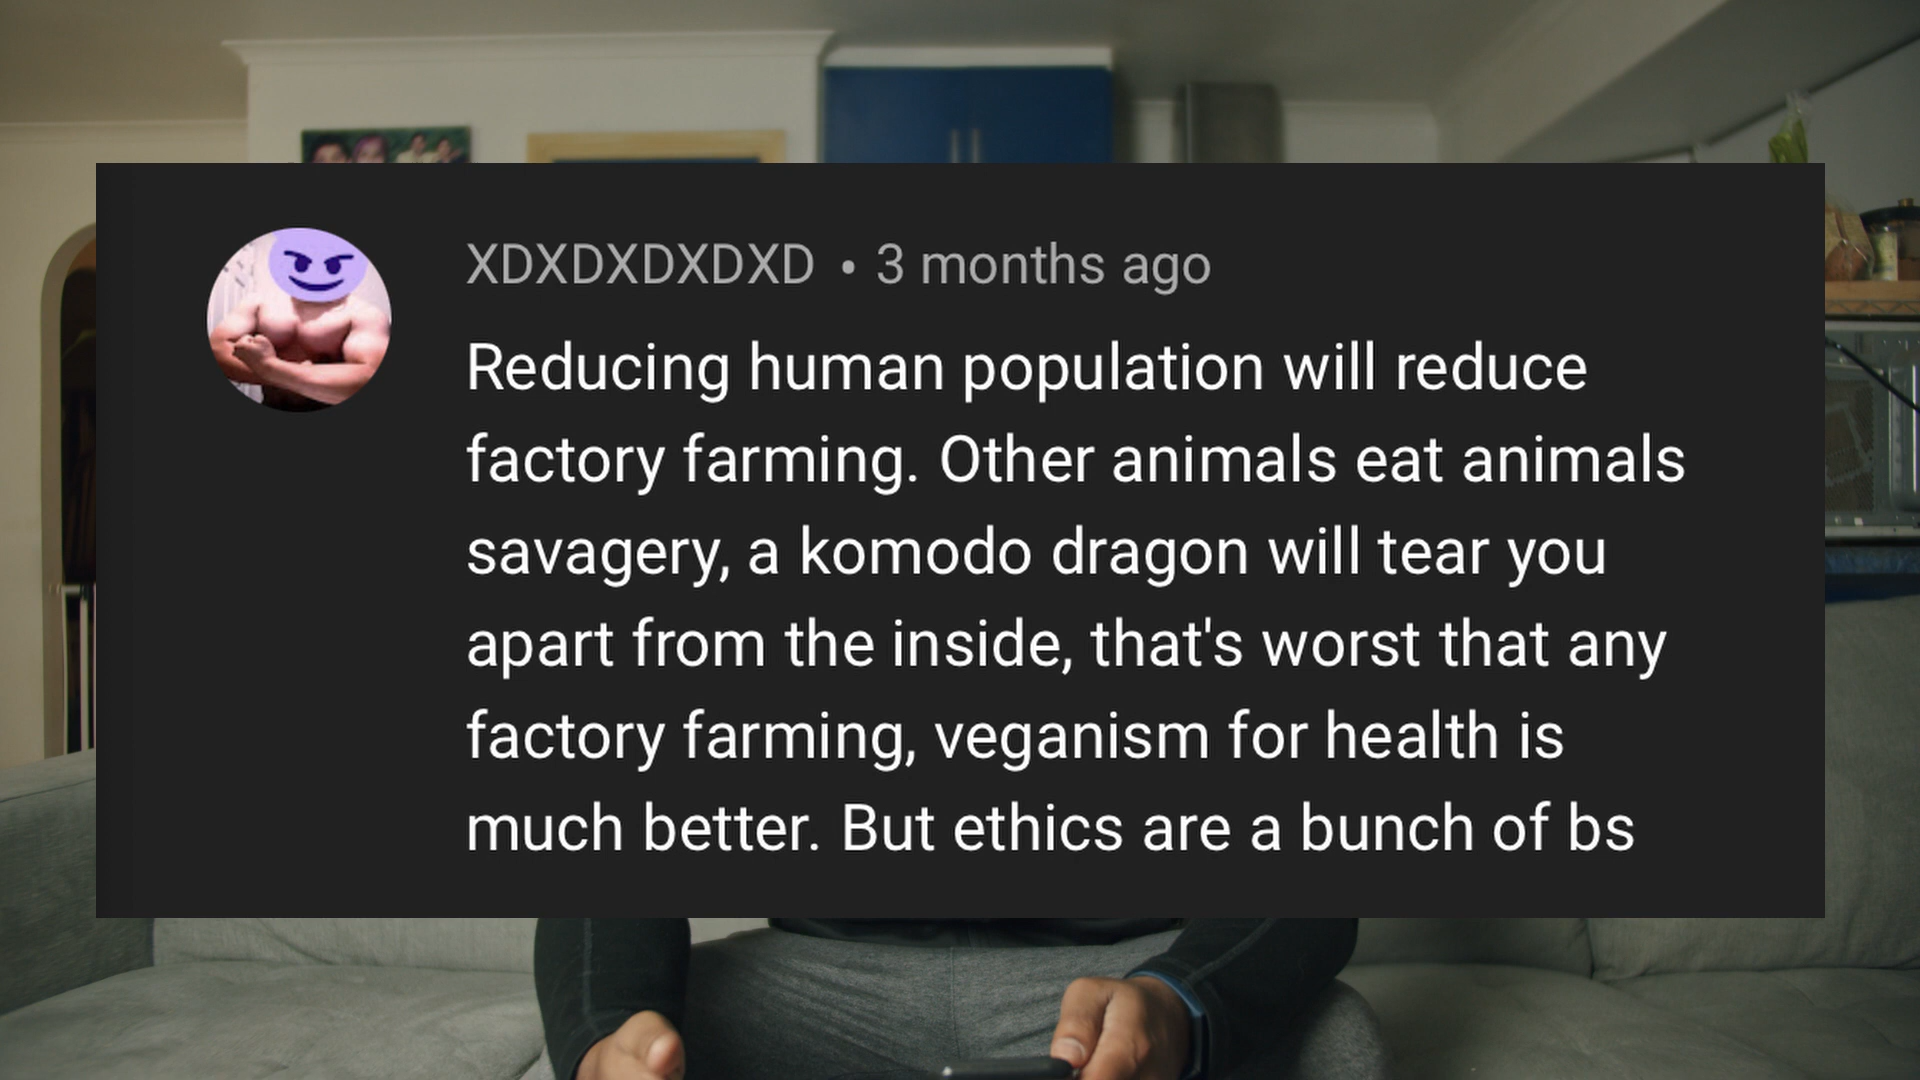 XDXDXDXDXD • 3 months ago
Reducing human population will reduce
factory farming. Other animals eat animals
savagery, a komodo dragon will tear you
apart from the inside, that's worst that any
factory farming, veganism for health is
much better. But ethics are a bunch of bs